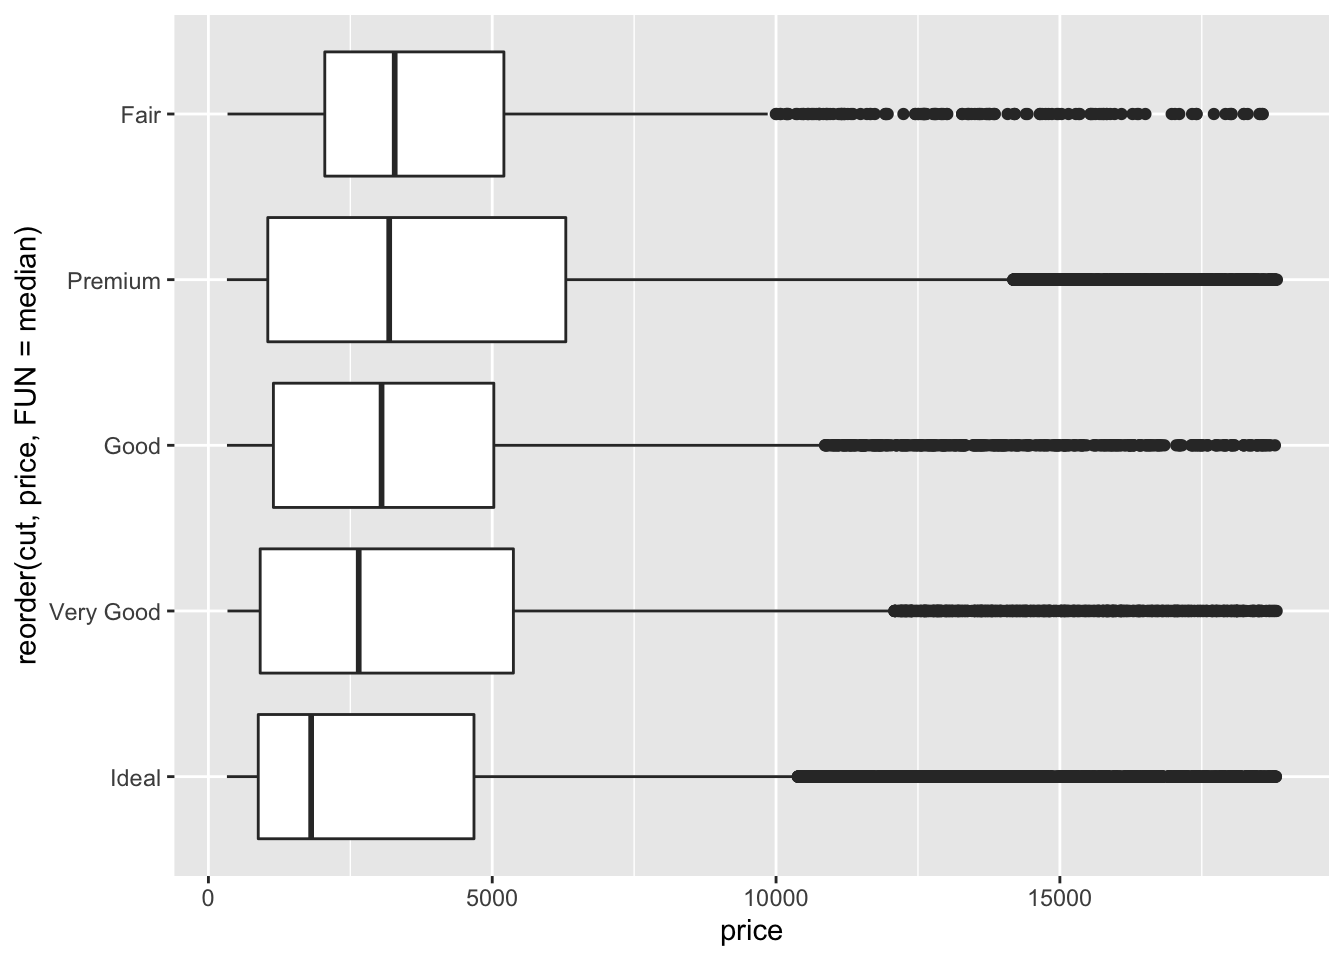 reorder(cut, price, FUN = median)
Fair
Premium
Good
Very Good
Ideal
0 5000 10000 15000
price